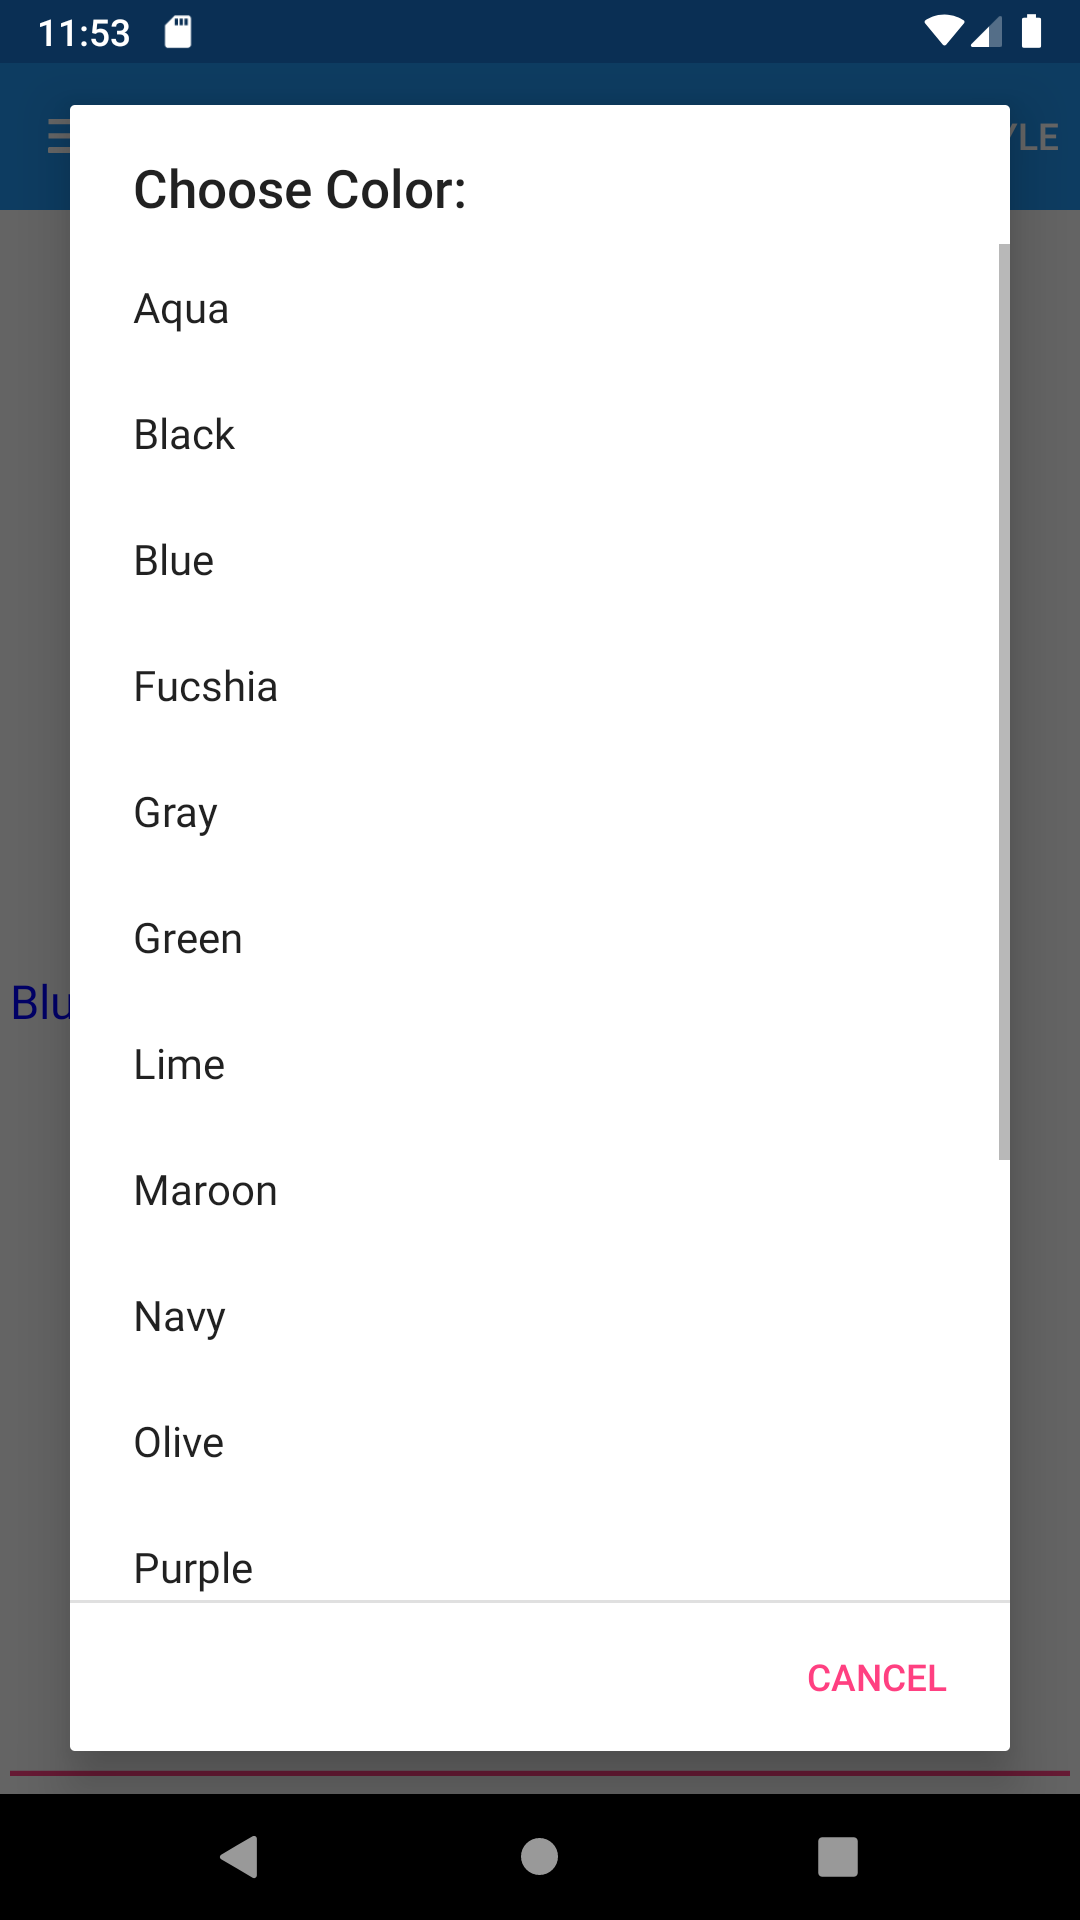 11:53
YLE
Choose Color:
Aqua
Black
Blue
Fucshia
Gray
Green
Blu
Lime
Maroon
Navy
Olive
Purple
CANCEL